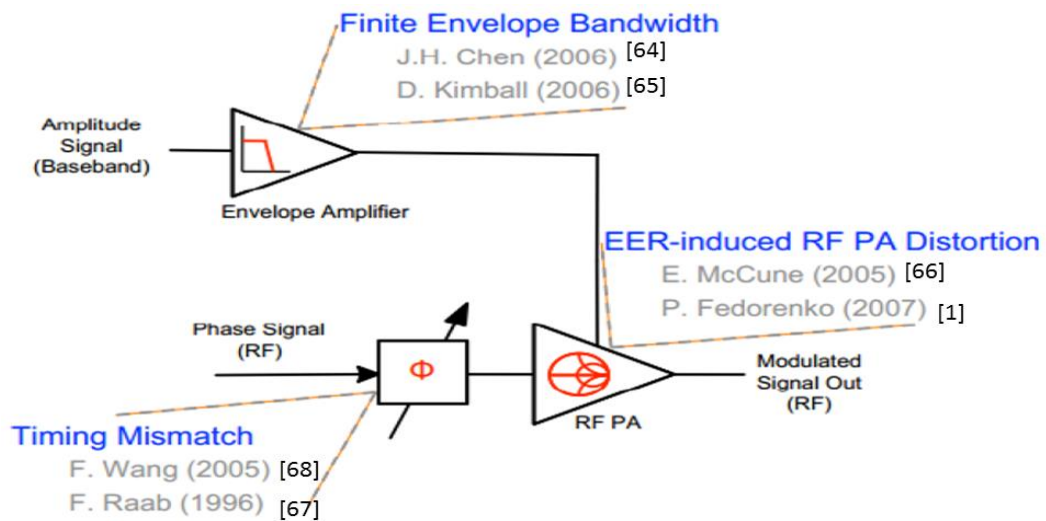 Finite Envelope Bandwidth
J.H. Chen (2006) [64]
D. Kimball (2006) [65]
Amplitude
Signal
(Baseband)
Envelope Amplifier
EER-induced RF PA Distortion
E. McCune (2005) [66]
P. Fedorenko (2007) [1]
Phase Signal
(RF)
Φ
RF PA
Modulated
Signal Out
(RF)
Timing Mismatch
F. Wang (2005) [68]
F. Raab (1996) [67]